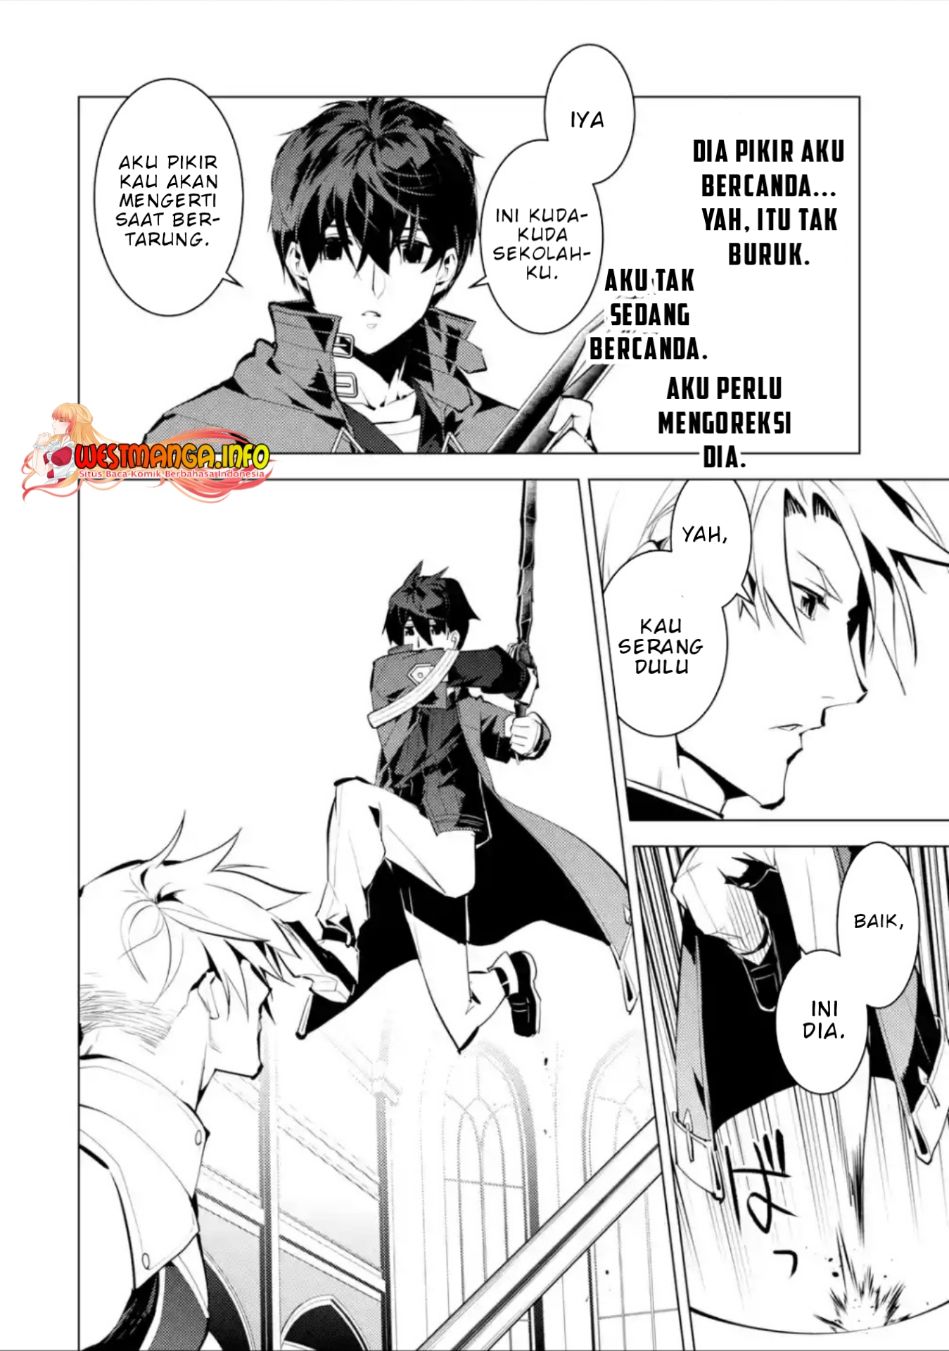 IYA
INI KUDA-
KUDA
SEKOLAH-
KU.
AKU PIKIR
KAU AKAN
MENGERTI
SAAT BER-
TARUNG.
DIA PIKIR AKU
BERCANDA...
YAH, ITU TAK
BURUK.
AKU TAK
SEDANG
BERCANDA.
AKU PERLU
MENGOREKSI
DIA.
WESTMANGA.INFO
Situs Baca Komik Berbahasa Indonesia
YAH,
KAU
SERANG
DULU
BAIK,
INI
DIA.